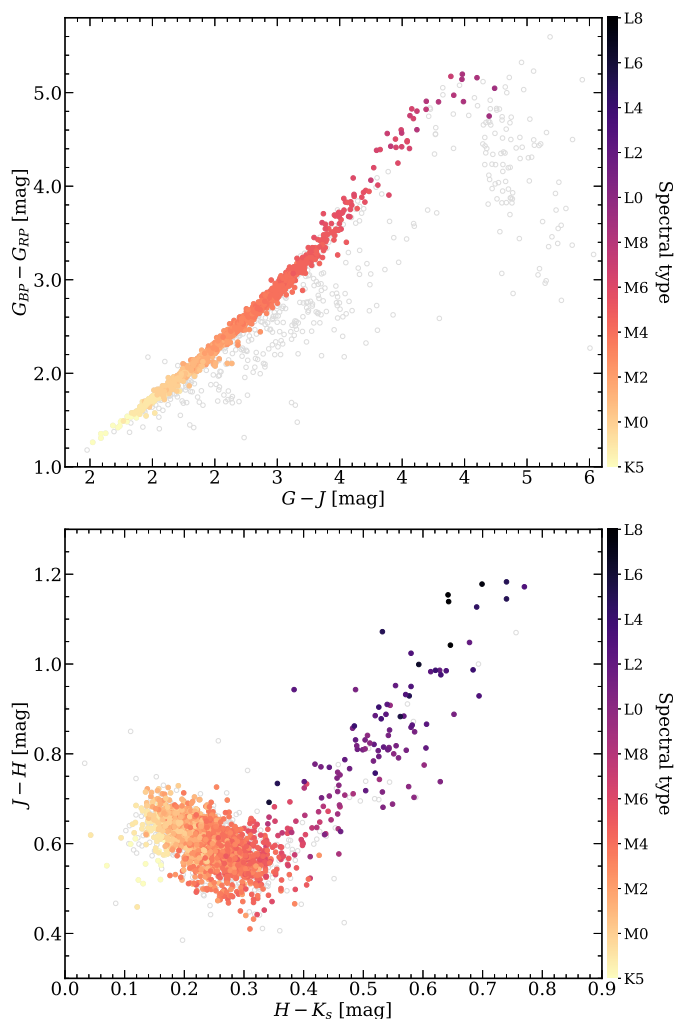 5.0
4.0
3.0
2.0
1.0
G_BP − G_RP [mag]
2 2 3 4 4 5 6
G − J [mag]
L8
L6
L4
L2
L0
M8
M6
M4
M2
M0
K5
Spectral type
1.2
1.0
0.8
0.6
0.4
J − H [mag]
0.0 0.1 0.2 0.3 0.4 0.5 0.6 0.7 0.8 0.9
H − K_s [mag]
L8
L6
L4
L2
L0
M8
M6
M4
M2
M0
K5
Spectral type